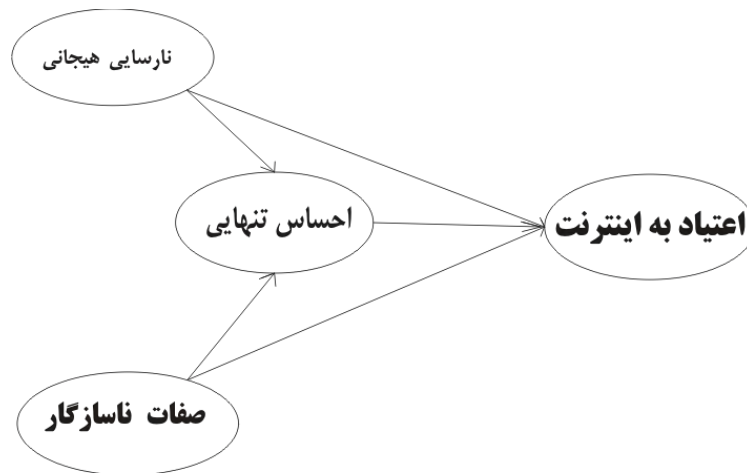 نارسایی هیجانی
احساس تنهایی
اعتیاد به اینترنت
صفات ناسازگار